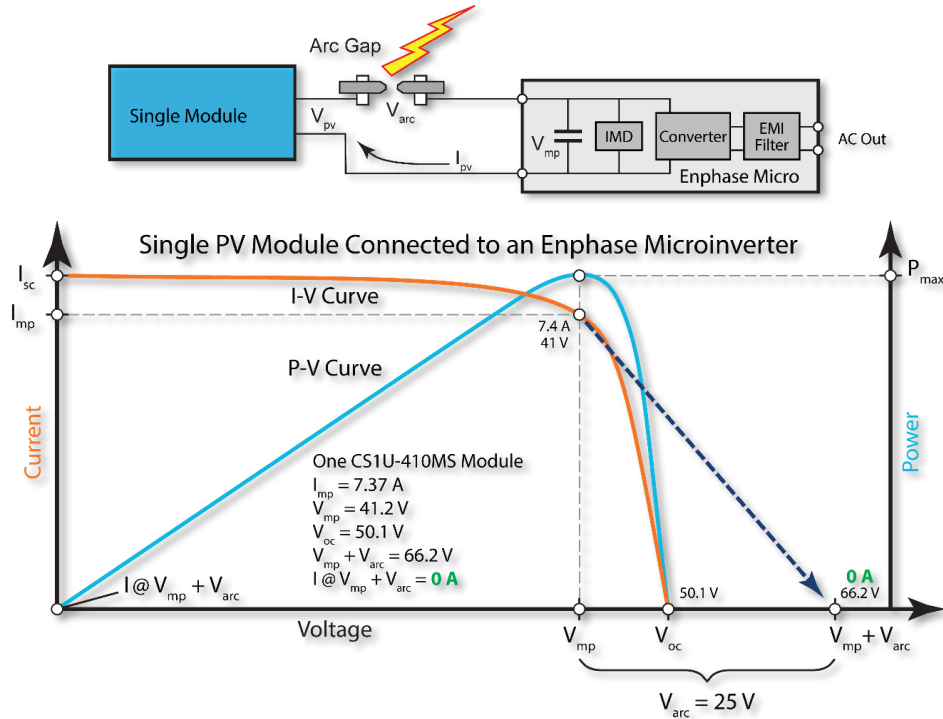 Arc Gap
Single Module
V_pv
V_arc
I_pv
V_mp
IMD
Converter
EMI
Filter
AC Out
Enphase Micro
Single PV Module Connected to an Enphase Microinverter
I_sc
I_mp
P_max
I-V Curve
P-V Curve
7.4 A
41 V
Current
Power
One CS1U-410MS Module
I_mp = 7.37 A
V_mp = 41.2 V
V_oc = 50.1 V
V_mp + V_arc = 66.2 V
I @ V_mp + V_arc = 0 A
I @ V_mp + V_arc
50.1 V
0 A
66.2 V
Voltage
V_mp
V_oc
V_mp + V_arc
V_arc = 25 V